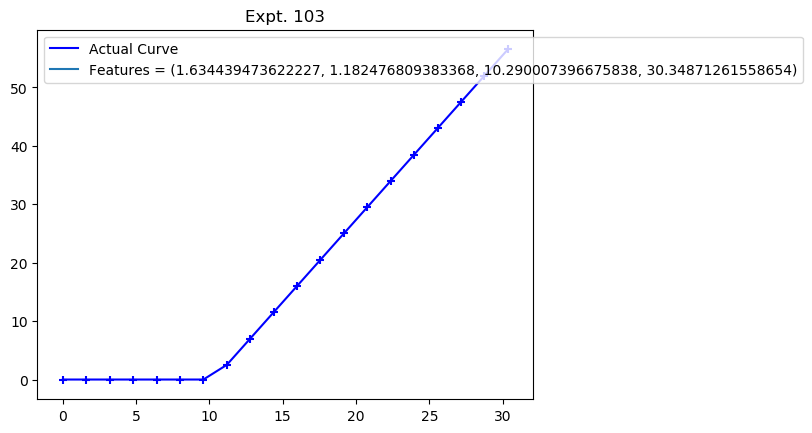 Expt. 103
Actual Curve
Features = (1.634439473622227, 1.182476809383368, 10.290007396675838, 30.34871261558654)
50
40
30
20
10
0
0 5 10 15 20 25 30